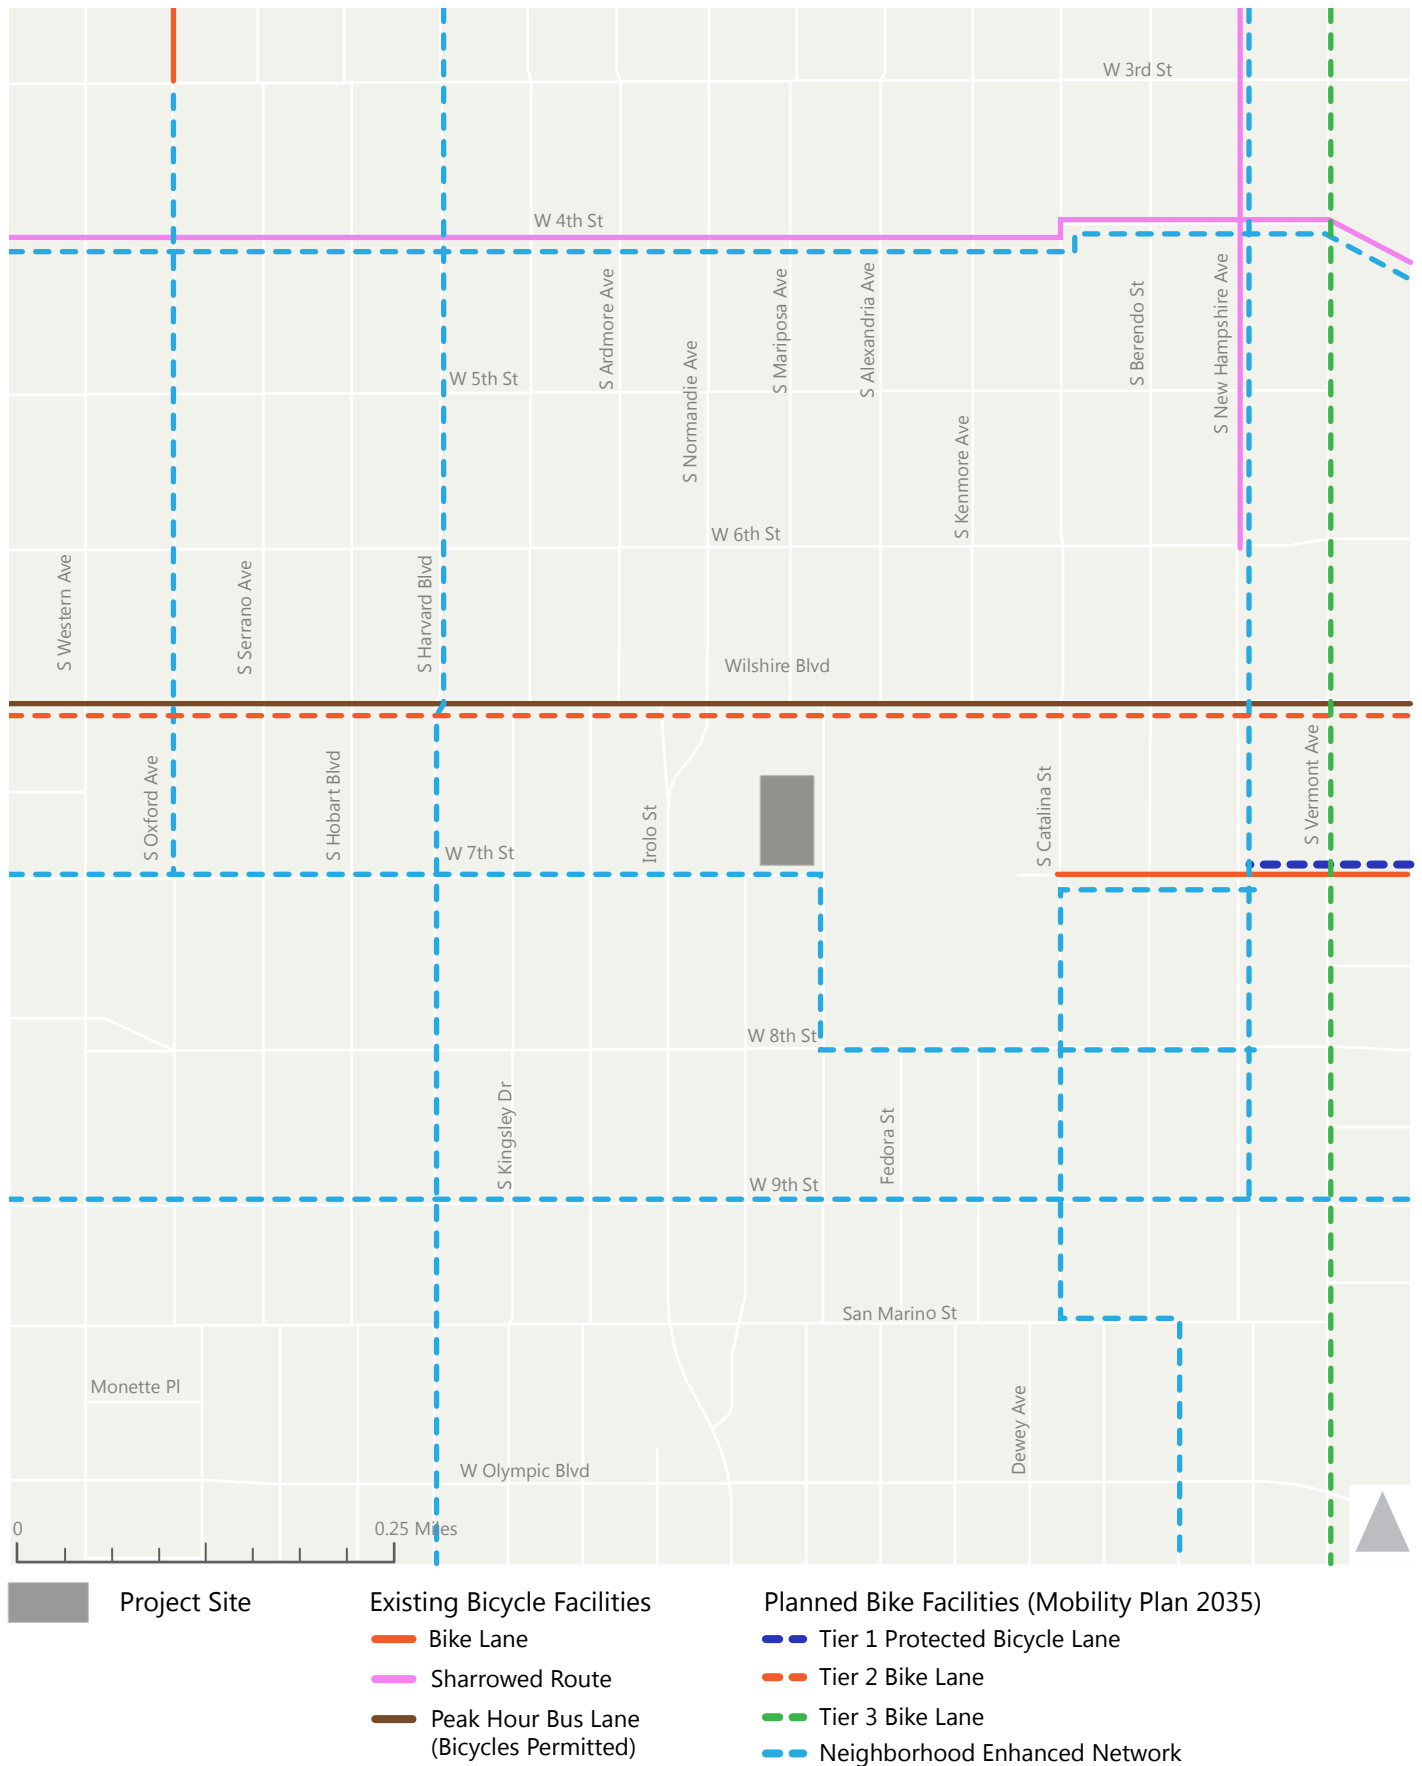 W 3rd St
W 4th St
S Ardmore Ave
S Normandie Ave
S Mariposa Ave
S Alexandria Ave
S Kenmore Ave
S Berendo St
S New Hampshire Ave
W 5th St
W 6th St
S Western Ave
S Serrano Ave
S Harvard Blvd
Wilshire Blvd
S Oxford Ave
S Hobart Blvd
W 7th St
Irolo St
S Catalina St
S Vermont Ave
W 8th St
S Kingsley Dr
Fedora St
W 9th St
San Marino St
Monette Pl
Dewey Ave
W Olympic Blvd
0
0.25 Miles
Project Site
Existing Bicycle Facilities
Bike Lane
Sharrowed Route
Peak Hour Bus Lane
(Bicycles Permitted)
Planned Bike Facilities (Mobility Plan 2035)
Tier 1 Protected Bicycle Lane
Tier 2 Bike Lane
Tier 3 Bike Lane
Neighborhood Enhanced Network